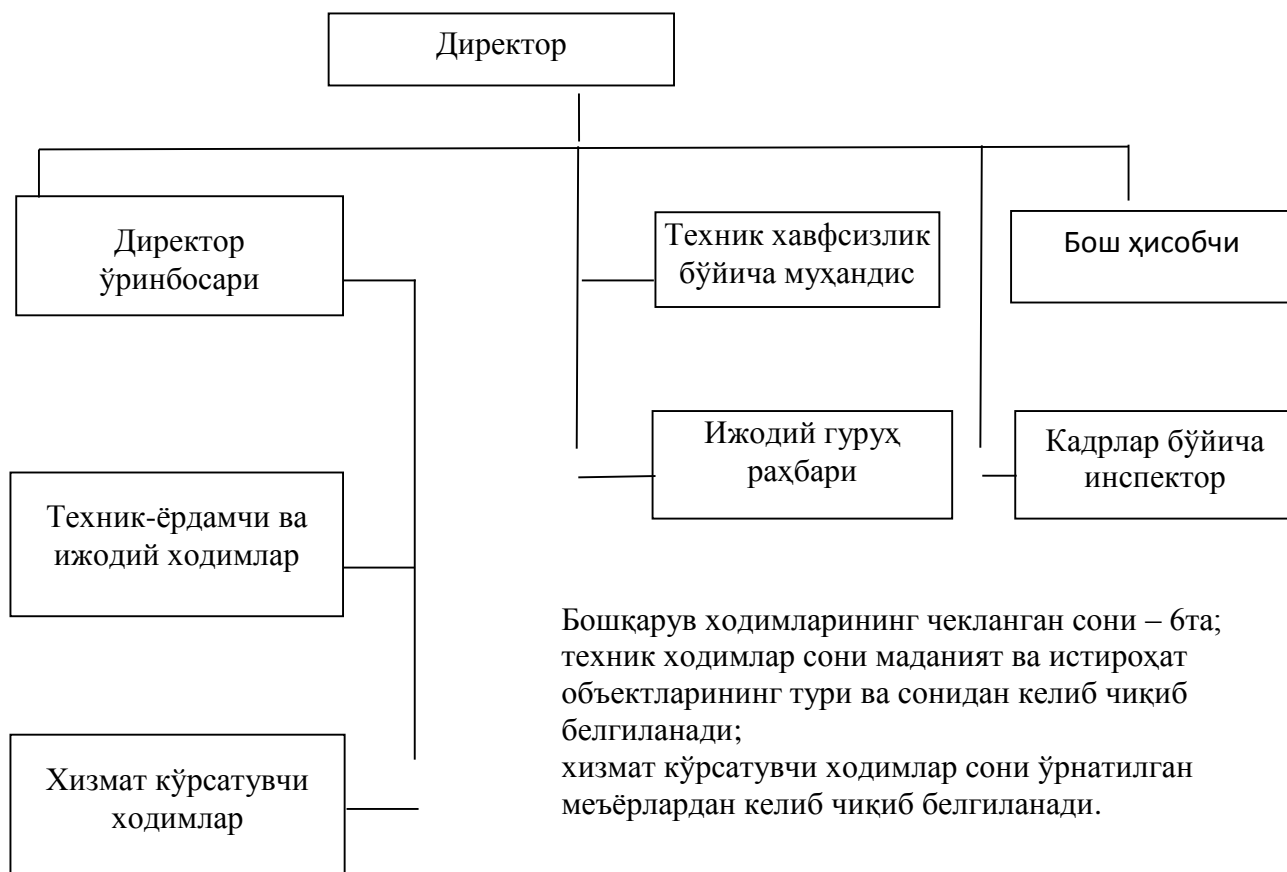 Директор
Директор
ўринбосари
Техник хавфсизлик
бўйича муҳандис
Бош ҳисобчи
Ижодий гуруҳ
раҳбари
Кадрлар бўйича
инспектор
Техник-ёрдамчи ва
ижодий ходимлар
Хизмат кўрсатувчи
ходимлар
Бошқарув ходимларининг чекланган сони – 6та;
техник ходимлар сони маданият ва истироҳат
объектларининг тури ва сонидан келиб чиқиб
белгиланади;
хизмат кўрсатувчи ходимлар сони ўрнатилган
меъёрлардан келиб чиқиб белгиланади.